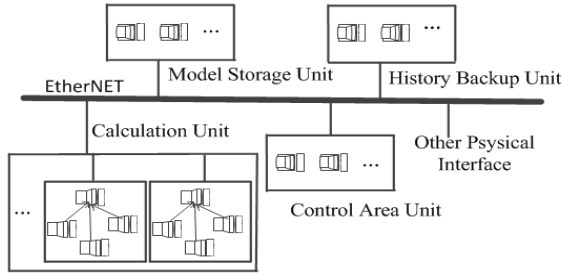 ...
...
Model Storage Unit
History Backup Unit
EtherNET
Calculation Unit
Other Psysical
Interface
...
...
Control Area Unit